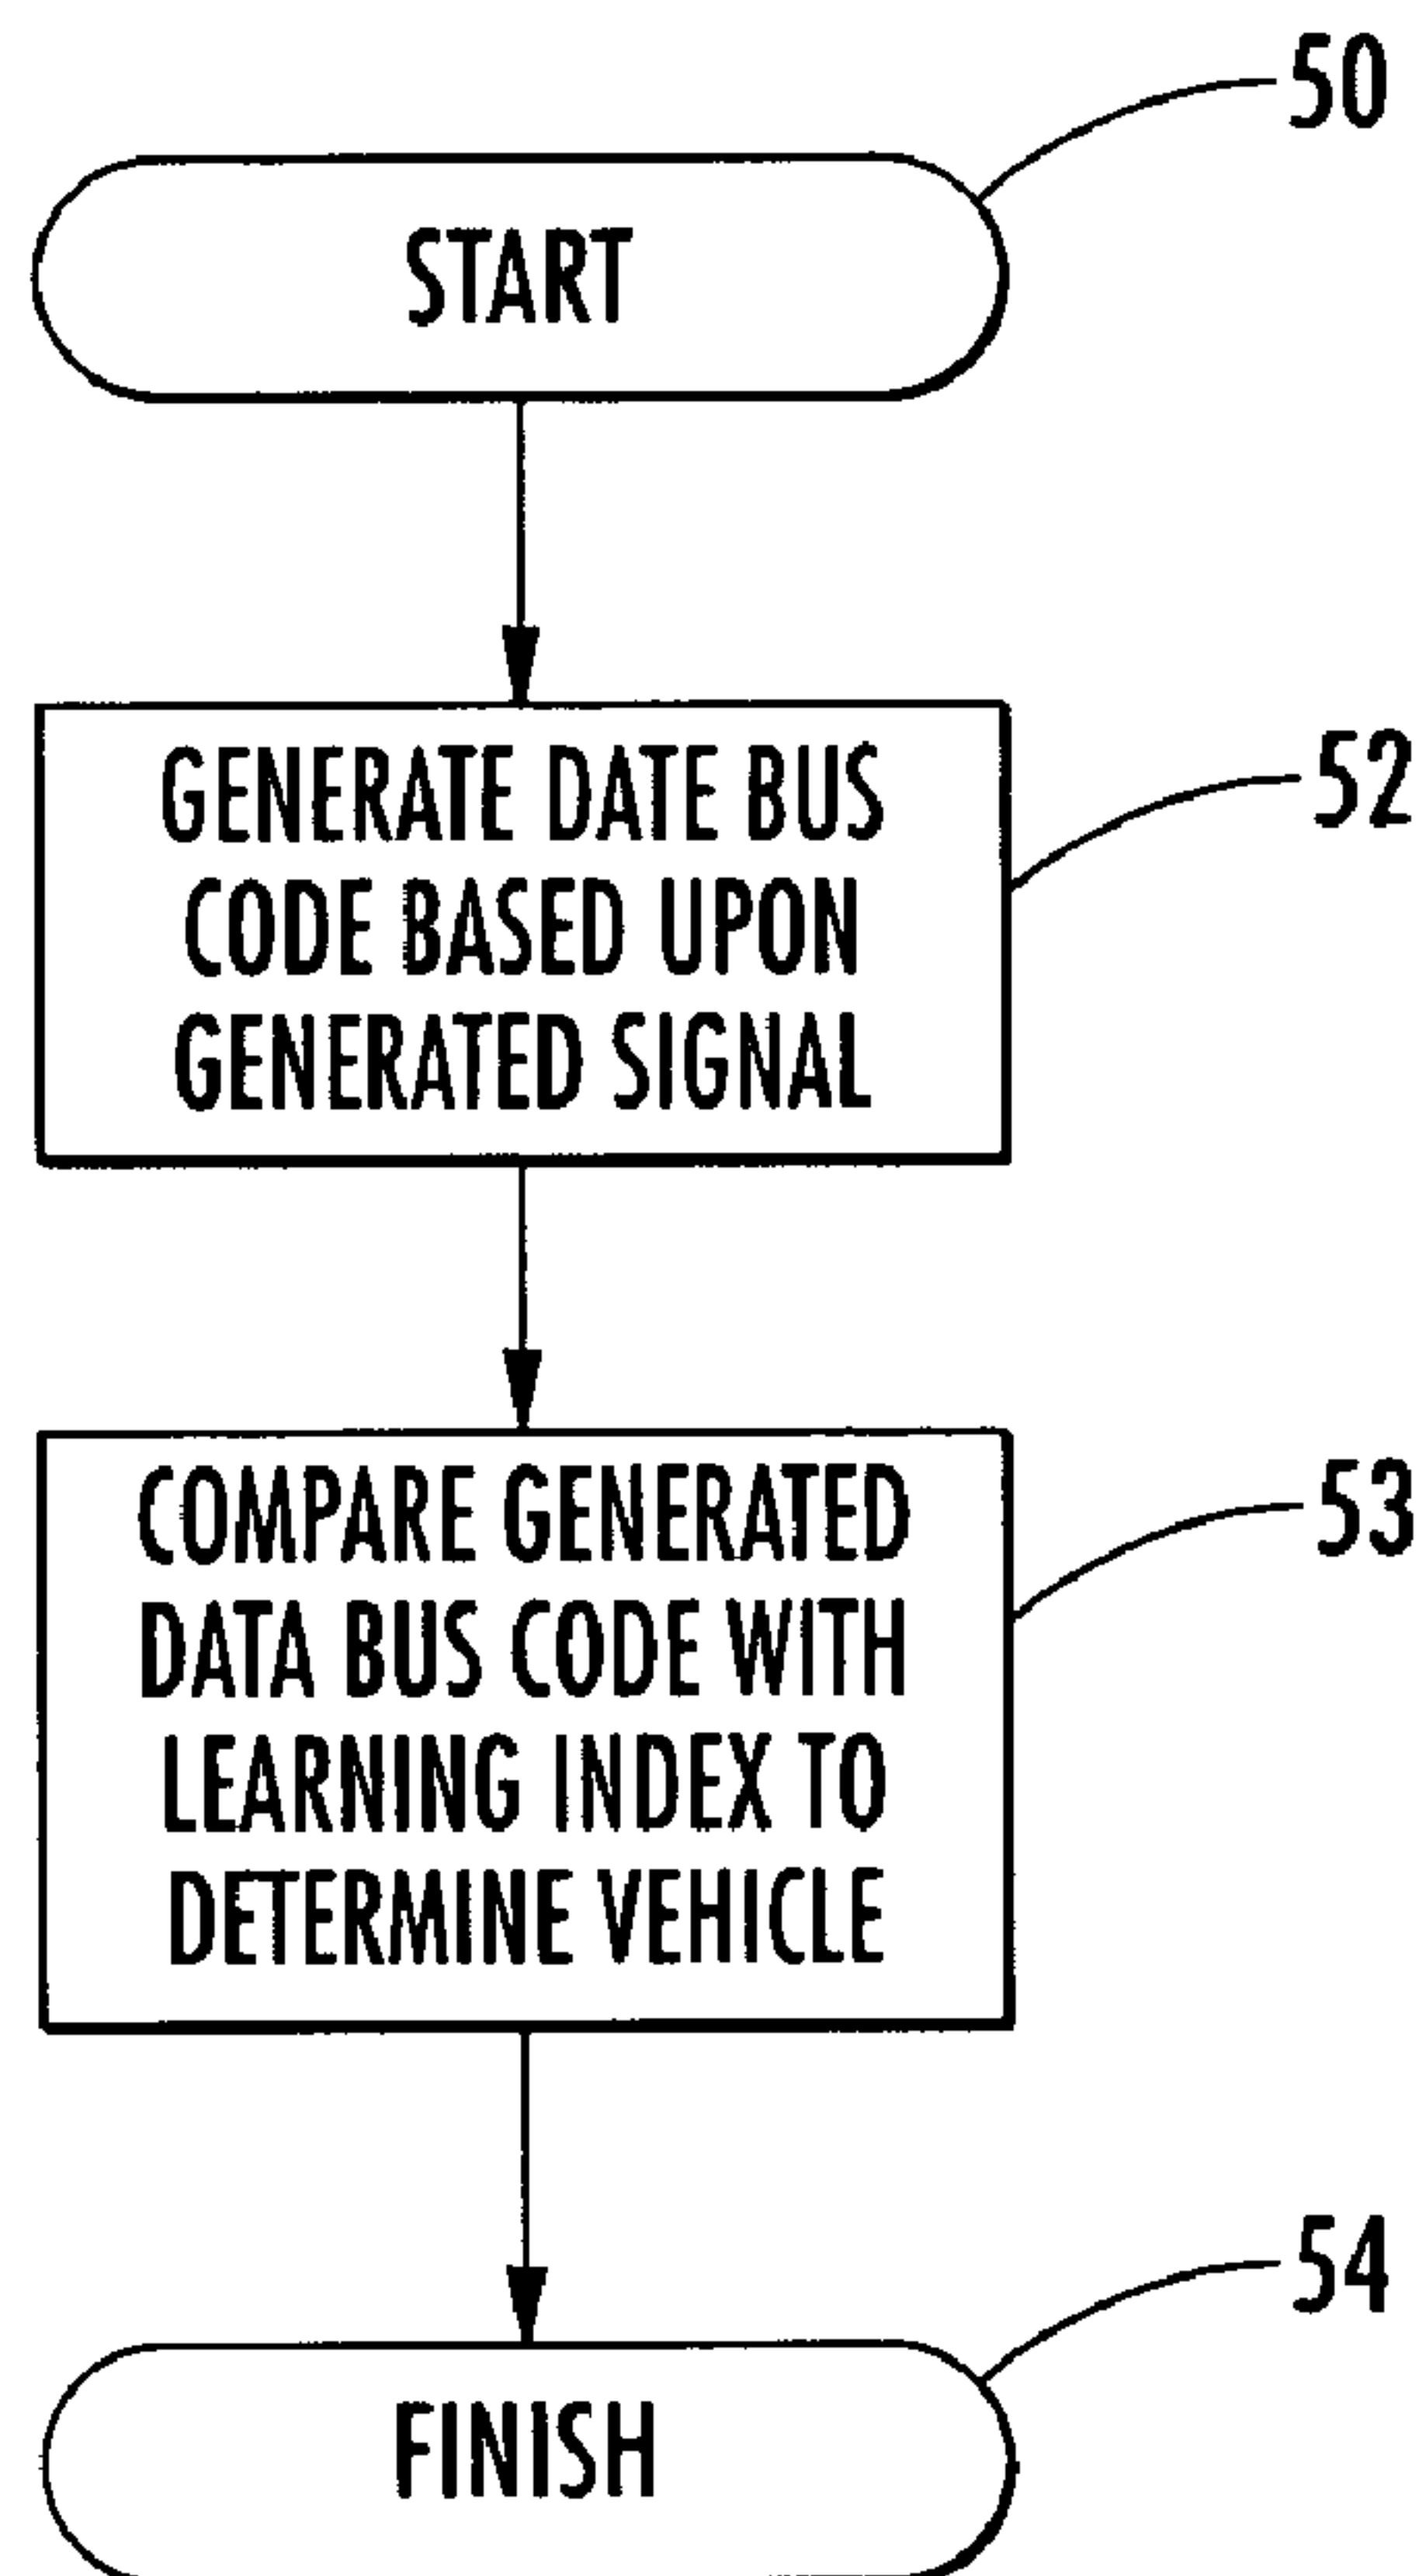 50
START
GENERATE DATE BUS
CODE BASED UPON
GENERATED SIGNAL
52
COMPARE GENERATED
DATA BUS CODE WITH
LEARNING INDEX TO
DETERMINE VEHICLE
53
54
FINISH